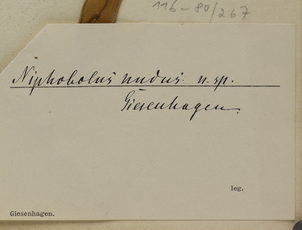 116-80/267
Niphobolus nudus n. sp.
Giesenhagen.
leg.
Giesenhagen.